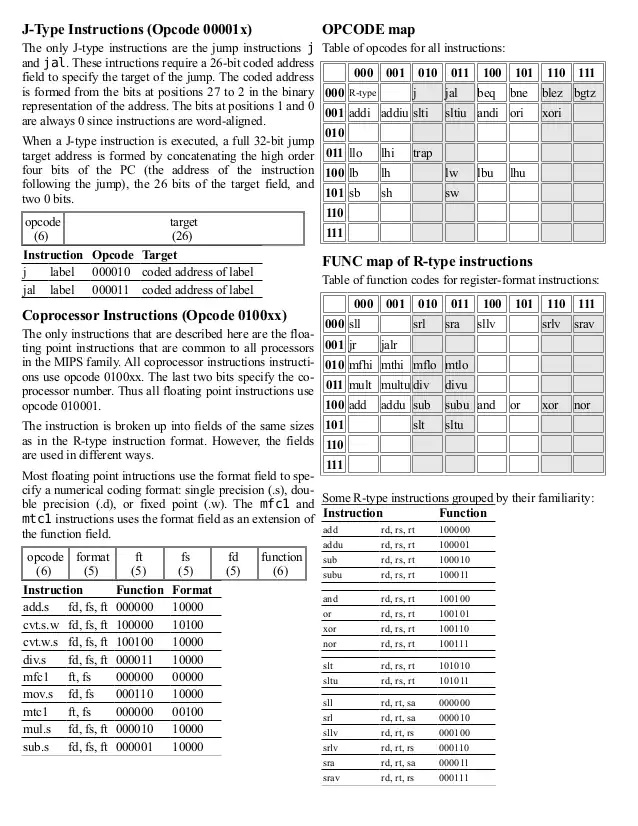 J-Type Instructions (Opcode 00001x)
The only J-type instructions are the jump instructions j
and jal. These intructions require a 26-bit coded address
field to specify the target of the jump. The coded address
is formed from the bits at positions 27 to 2 in the binary
representation of the address. The bits at positions 1 and 0
are always 0 since instructions are word-aligned.
When a J-type instruction is executed, a full 32-bit jump
target address is formed by concatenating the high order
four bits of the PC (the address of the instruction
following the jump), the 26 bits of the target field, and
two 0 bits.
opcode target
(6) (26)
Instruction Opcode Target
j label 000010 coded address of label
jal label 000011 coded address of label
Coprocessor Instructions (Opcode 0100xx)
The only instructions that are described here are the floa-
ting point instructions that are common to all processors
in the MIPS family. All coprocessor instructions instructi-
ons use opcode 0100xx. The last two bits specify the co-
processor number. Thus all floating point instructions use
opcode 010001.
The instruction is broken up into fields of the same sizes
as in the R-type instruction format. However, the fields
are used in different ways.
Most floating point intructions use the format field to spe-
cify a numerical coding format: single precision (.s), dou-
ble precision (.d), or fixed point (.w). The mfc1 and
mtc1 instructions uses the format field as an extension of
the function field.
opcode format ft fs fd function
(6) (5) (5) (5) (5) (6)
Instruction Function Format
add.s fd, fs, ft 000000 10000
cvt.s.w fd, fs, ft 100000 10100
cvt.w.s fd, fs, ft 100100 10000
div.s fd, fs, ft 000011 10000
mfc1 ft, fs 000000 00000
mov.s fd, fs 000110 10000
mtc1 ft, fs 000000 00100
mul.s fd, fs, ft 000010 10000
sub.s fd, fs, ft 000001 10000
OPCODE map
Table of opcodes for all instructions:
000 001 010 011 100 101 110 111
000 R-type j jal beq bne blez bgtz
001 addi addiu slti sltiu andi ori xori
010
011 llo lhi trap
100 lb lh lw lbu lhu
101 sb sh sw
110
111
FUNC map of R-type instructions
Table of function codes for register-format instructions:
000 001 010 011 100 101 110 111
000 sll srl sra sllv srlv srav
001 jr jalr
010 mfhi mthi mflo mtlo
011 mult multu div divu
100 add addu sub subu and or xor nor
101 slt sltu
110
111
Some R-type instructions grouped by their familiarity:
Instruction Function
add rd, rs, rt 100000
addu rd, rs, rt 100001
sub rd, rs, rt 100010
subu rd, rs, rt 100011
and rd, rs, rt 100100
or rd, rs, rt 100101
xor rd, rs, rt 100110
nor rd, rs, rt 100111
slt rd, rs, rt 101010
sltu rd, rs, rt 101011
sll rd, rt, sa 000000
srl rd, rt, sa 000010
sllv rd, rt, rs 000100
srlv rd, rt, rs 000110
sra rd, rt, sa 000011
srav rd, rt, rs 000111